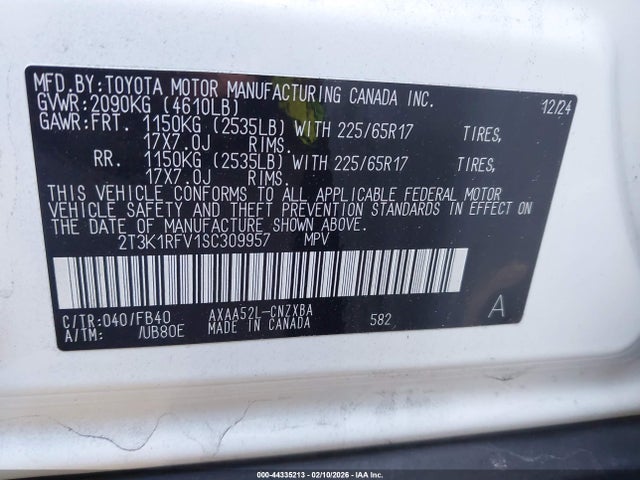 MFD.BY:TOYOTA MOTOR MANUFACTURING CANADA INC.
GVWR:2090KG (4610LB) 12/24
GAWR:FRT. 1150KG (2535LB) WITH 225/65R17 TIRES,
17X7.0J RIMS.
RR. 1150KG (2535LB) WITH 225/65R17 TIRES,
17X7.0J RIMS.
THIS VEHICLE CONFORMS TO ALL APPLICABLE FEDERAL MOTOR
VEHICLE SAFETY AND THEFT PREVENTION STANDARDS IN EFFECT ON
THE DATE OF MANUFACTURE SHOWN ABOVE.
2T3K1RFV1SC309957 MPV
C/TR:040/FB40 AXAA52L-CNZXBA
A/TM: /UB80E MADE IN CANADA 582
A
000-44335213 - 02/10/2026 - IAA Inc.